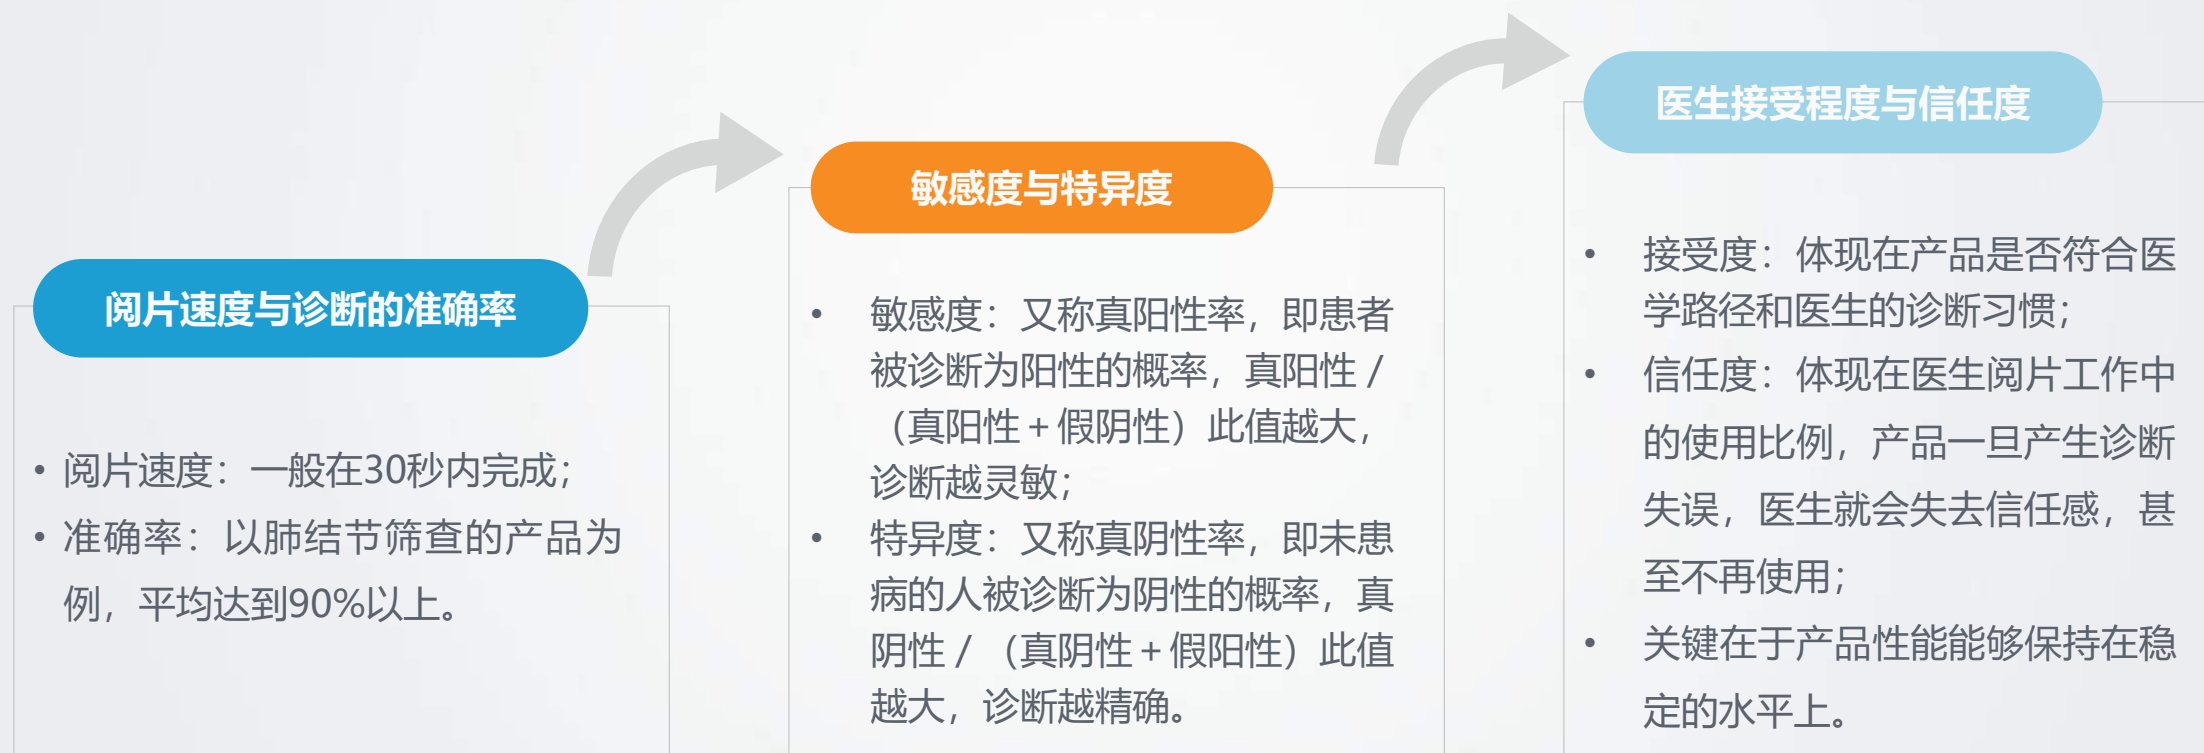 阅片速度与诊断的准确率
• 阅片速度：一般在30秒内完成；
• 准确率：以肺结节筛查的产品为
例，平均达到90%以上。
敏感度与特异度
• 敏感度：又称真阳性率，即患者
被诊断为阳性的概率，真阳性 /
（真阳性 + 假阴性）此值越大，
诊断越灵敏；
• 特异度：又称真阴性率，即未患
病的人被诊断为阴性的概率，真
阴性 / （真阴性 + 假阳性）此值
越大，诊断越精确。
医生接受程度与信任度
• 接受度：体现在产品是否符合医
学路径和医生的诊断习惯；
• 信任度：体现在医生阅片工作中
的使用比例，产品一旦产生诊断
失误，医生就会失去信任感，甚
至不再使用；
• 关键在于产品性能能够保持在稳
定的水平上。